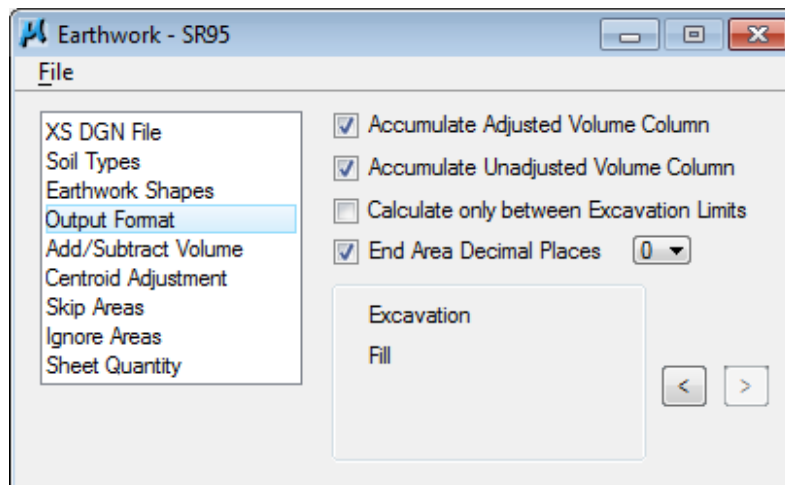 Earthwork - SR95
File
XS DGN File
Soil Types
Earthwork Shapes
Output Format
Add/Subtract Volume
Centroid Adjustment
Skip Areas
Ignore Areas
Sheet Quantity
Accumulate Adjusted Volume Column
Accumulate Unadjusted Volume Column
Calculate only between Excavation Limits
End Area Decimal Places 0
Excavation
Fill
< >